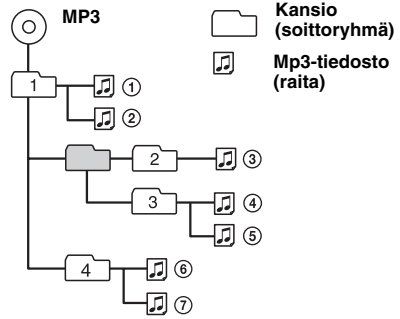 MP3
Kansio
(soittoryhmä)
Mp3-tiedosto
(raita)
1
①
②
2
③
3
④
⑤
4
⑥
⑦